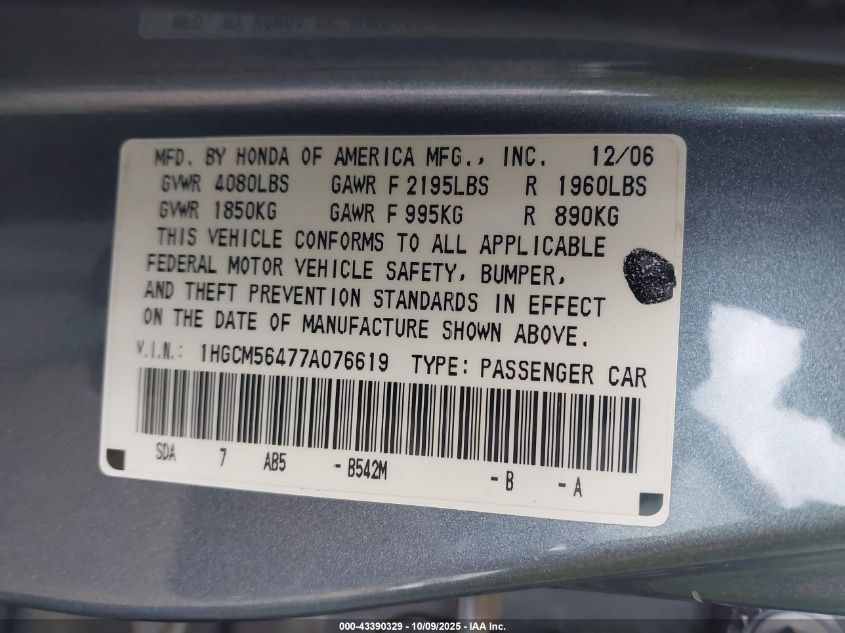 MFD. BY HONDA OF AMERICA MFG., INC. 12/06
GVWR 4080LBS GAWR F 2195LBS R 1960LBS
GVWR 1850KG GAWR F 995KG R 890KG
THIS VEHICLE CONFORMS TO ALL APPLICABLE
FEDERAL MOTOR VEHICLE SAFETY, BUMPER,
AND THEFT PREVENTION STANDARDS IN EFFECT
ON THE DATE OF MANUFACTURE SHOWN ABOVE.
V.I.N.: 1HGCM56477A076619 TYPE: PASSENGER CAR
SDA 7 AB5 - B542M - B - A
000-43390329 - 10/09/2025 - IAA Inc.